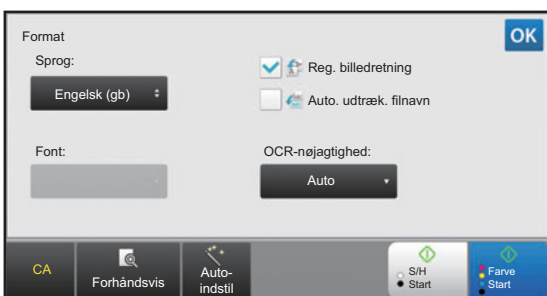 Format
OK
Sprog:
Reg. billedretning
Engelsk (gb)
Auto. udtræk. filnavn
Font:
OCR-nøjagtighed:
Auto
CA
Forhåndsvis
Auto-
indstil
S/H
Start
Farve
Start